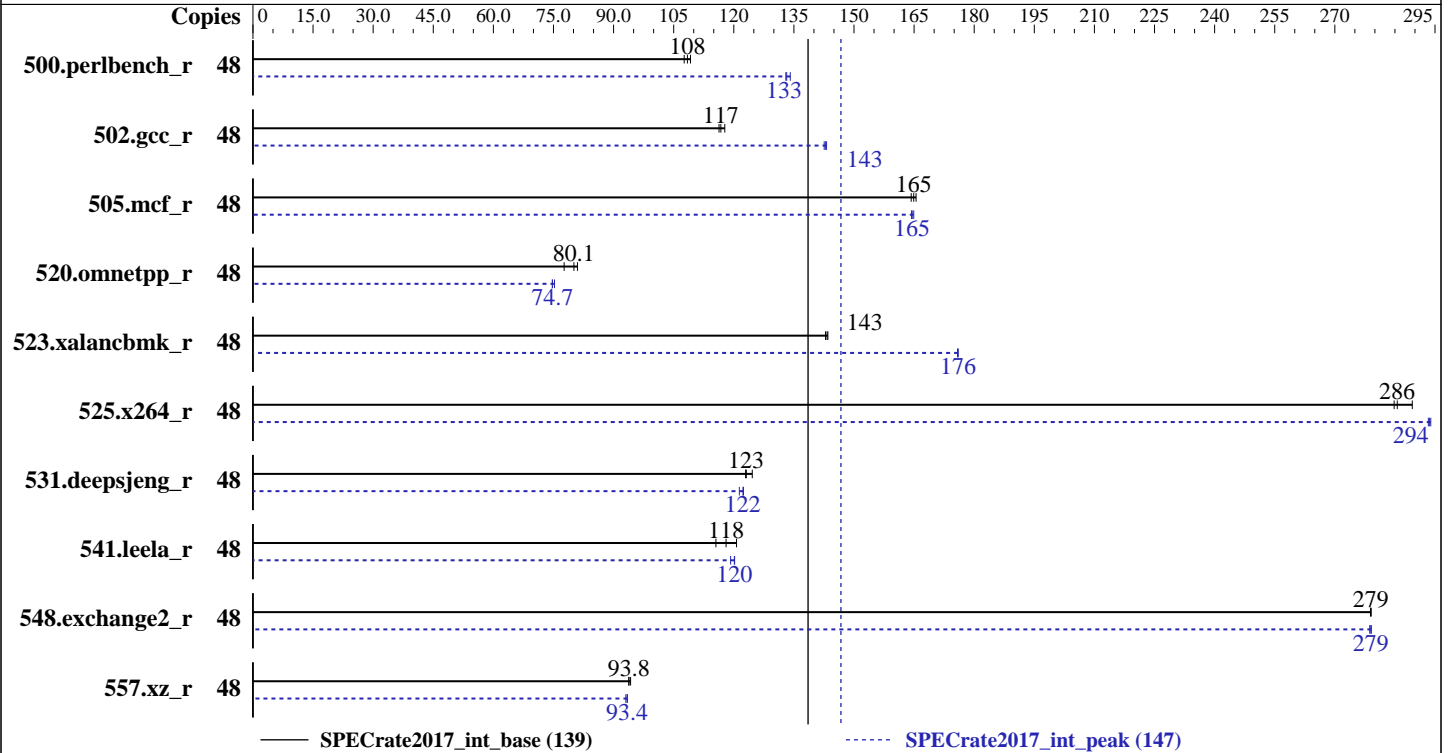 Copies 0 15.0 30.0 45.0 60.0 75.0 90.0 105 120 135 150 165 180 195 210 225 240 255 270 295
108
500.perlbench_r 48
133
117
502.gcc_r 48
143
165
505.mcf_r 48
165
80.1
520.omnetpp_r 48
74.7
143
523.xalancbmk_r 48
176
286
525.x264_r 48
294
123
531.deepsjeng_r 48
122
118
541.leela_r 48
120
279
548.exchange2_r 48
279
93.8
557.xz_r 48
93.4
SPECrate2017_int_base (139) SPECrate2017_int_peak (147)